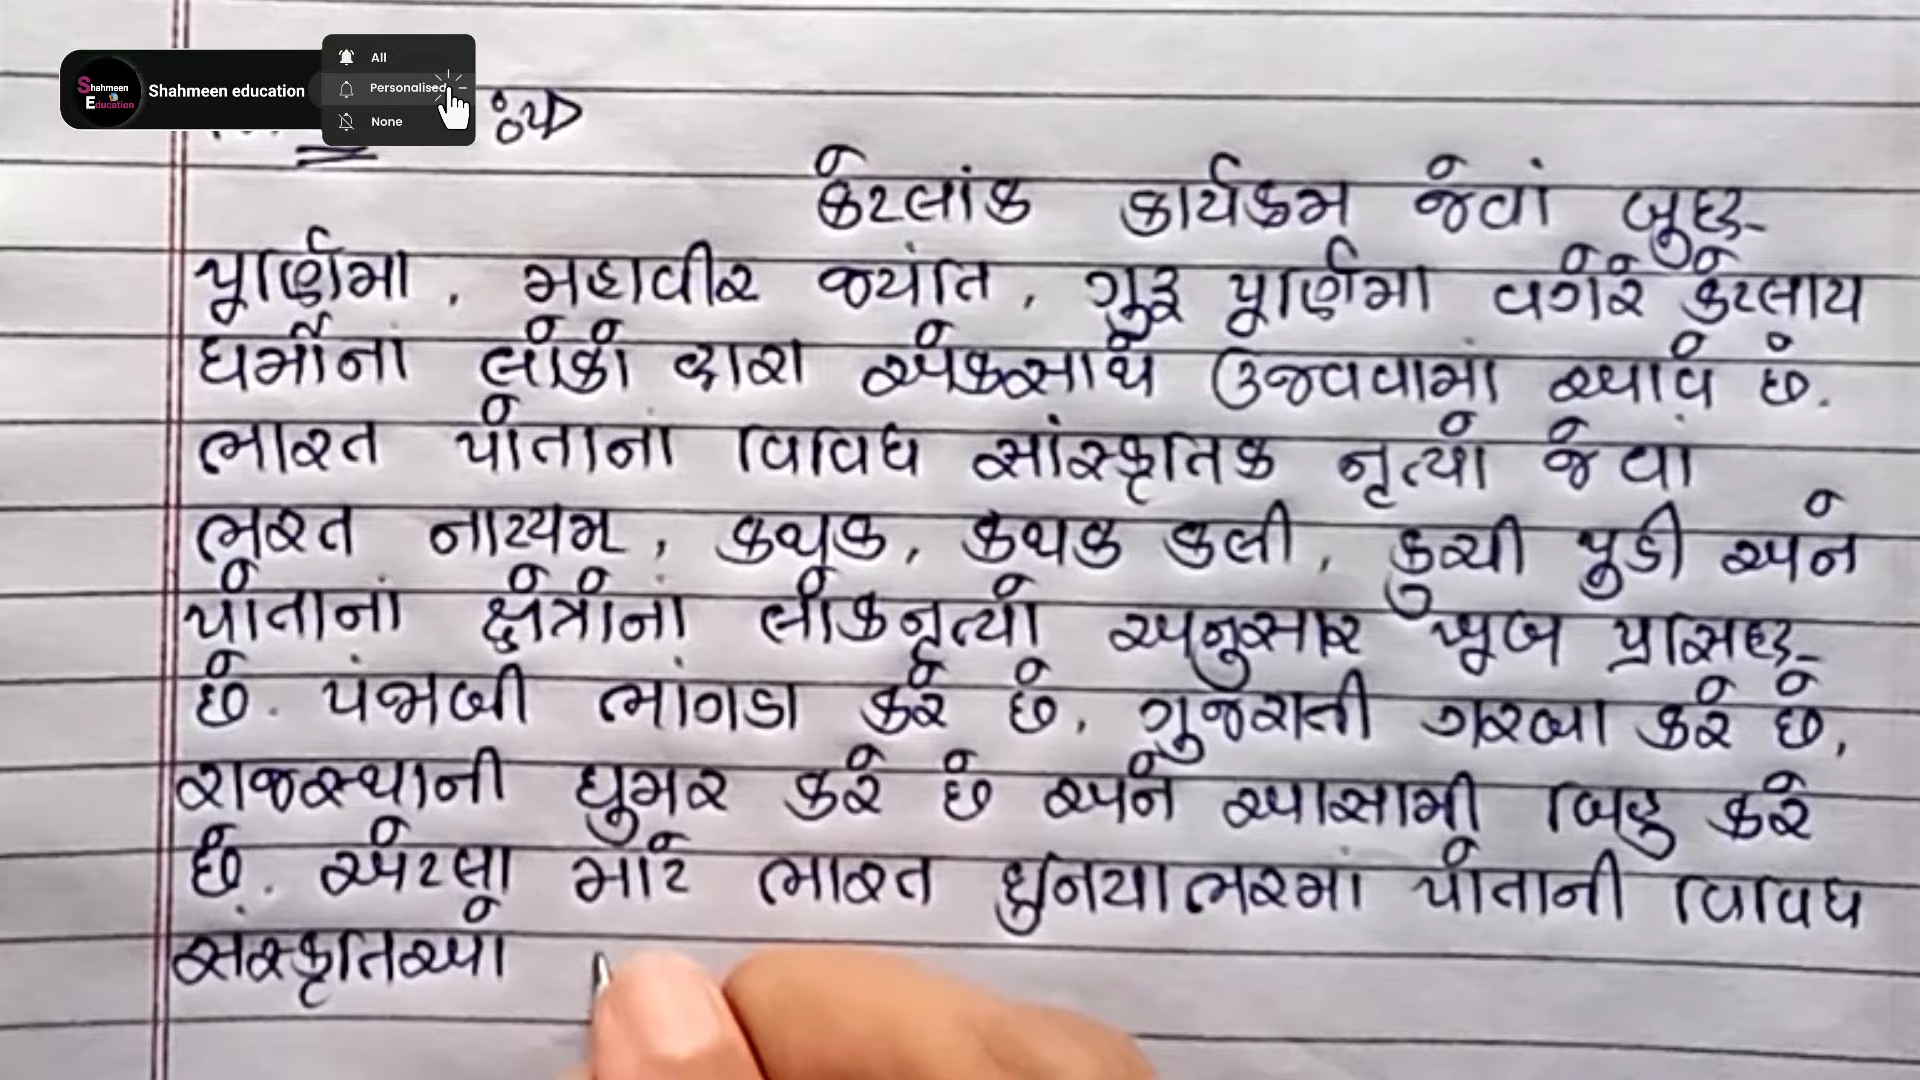 All
Shahmeen education
Shahmeen Education
Personalised
None
કેટલાંક કાર્યક્રમ જેવાં બુદ્ધ
પૂર્ણિમા, મહાવીર જયંતિ, ગુરૂ પૂર્ણિમા વગેરે કેટલાય
ધર્મોનાં લોકો દ્વારા એકસાથે ઉજવવામાં આવે છે.
ભારત પોતાનાં વિવિધ સાંસ્કૃતિક નૃત્યો જેવાં
ભરત નાટ્યમ, કથક, કથક કલી, કુચી પુડી અને
પોતાનાં ક્ષેત્રોનાં લોકનૃત્યો અનુસાર ખૂબ પ્રસિદ્ધ
છે. પંજાબી ભાંગડા કરે છે, ગુજરાતી ગરબા કરે છે,
રાજસ્થાની ઘુમર કરે છે અને આસામી બિહુ કરે
છે. એટલા માટે ભારત દુનિયાભરમાં પોતાની વિવિધ
સંસ્કૃતિઓ